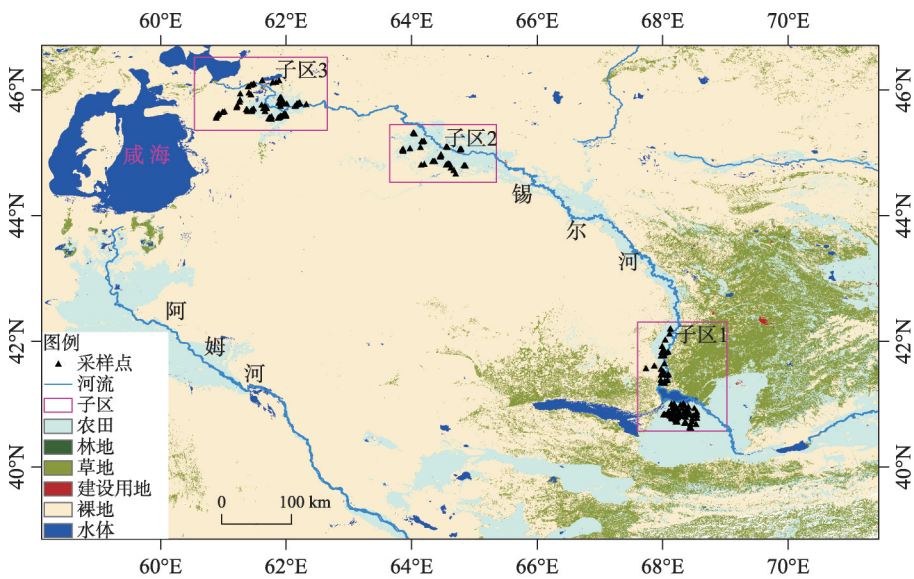 60°E 62°E 64°E 66°E 68°E 70°E
46°N 46°N
44°N 44°N
42°N 42°N
40°N 40°N
子区3
子区2
咸 海
锡
尔
河
子区1
阿
姆
河
图例
采样点
河流
子区
农田
林地
草地
建设用地
裸地
水体
0 100 km
60°E 62°E 64°E 66°E 68°E 70°E